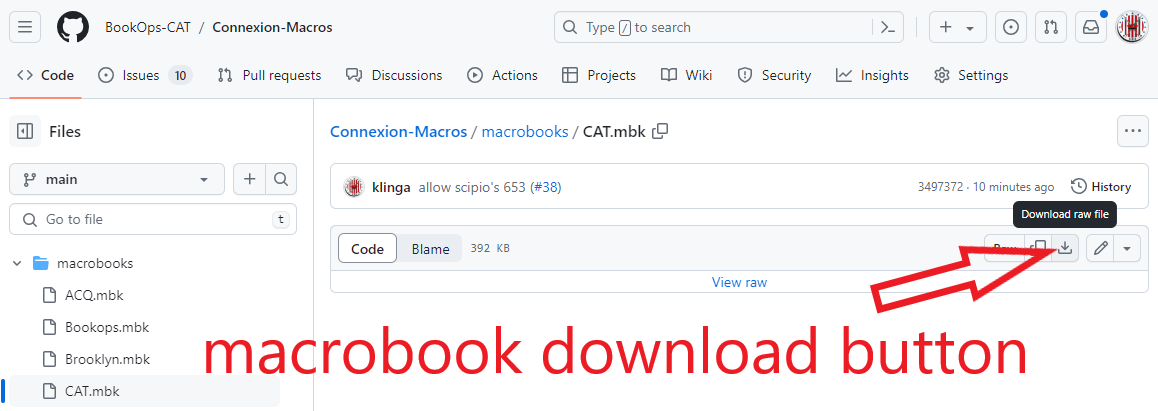 BookOps-CAT / Connexion-Macros
Type / to search
Code
Issues 10
Pull requests
Discussions
Actions
Projects
Wiki
Security
Insights
Settings
Files
main
Go to file
t
macrobooks
ACQ.mbk
Bookops.mbk
Brooklyn.mbk
CAT.mbk
Connexion-Macros / macrobooks / CAT.mbk
klinga allow scipio's 653 (#38)
3497372 · 10 minutes ago
History
Download raw file
Code
Blame
392 KB
Raw
View raw
macrobook download button